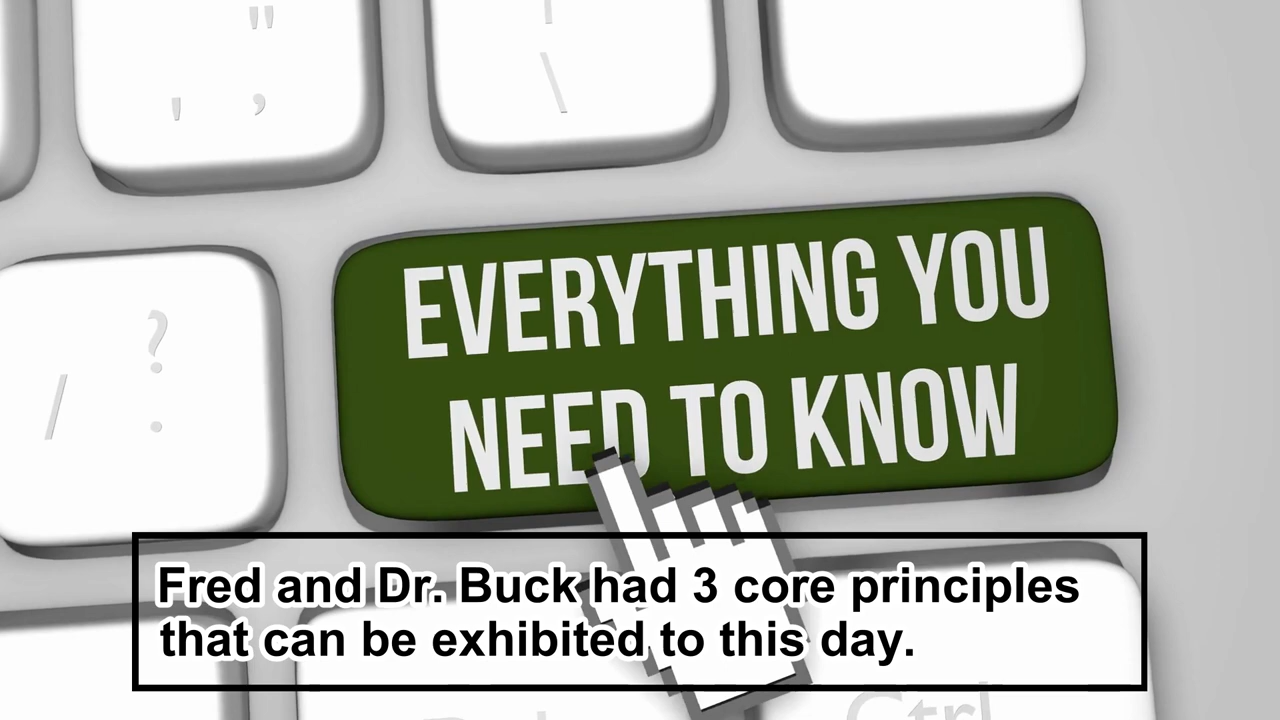 " 
' ,
\
EVERYTHING YOU
NEED TO KNOW
?
/ .
Fred and Dr. Buck had 3 core principles
that can be exhibited to this day.
Ctrl